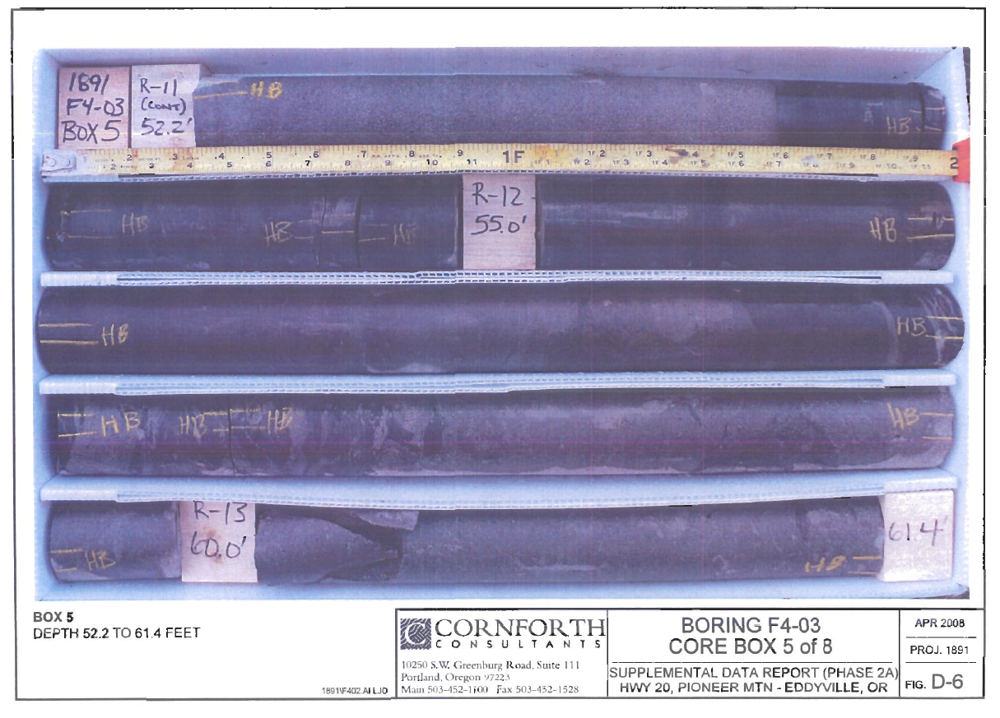 1891
F4-03
BOX 5
R-11
(CONT)
52.2'
HB
HB
1F
2
HB
HB
HB
R-12
55.0'
HB
HB
HB
HB
HB
HB
HB
HB
R-13
60.0'
HB
61.4'
BOX 5
DEPTH 52.2 TO 61.4 FEET
1891\F402.AI LJO
CORNFORTH
CONSULTANTS
10250 S.W. Greenburg Road, Suite 111
Portland, Oregon 97223
Main 503-452-1100 Fax 503-452-1528
BORING F4-03
CORE BOX 5 of 8
SUPPLEMENTAL DATA REPORT (PHASE 2A)
HWY 20, PIONEER MTN - EDDYVILLE, OR
APR 2008
PROJ. 1891
FIG. D-6